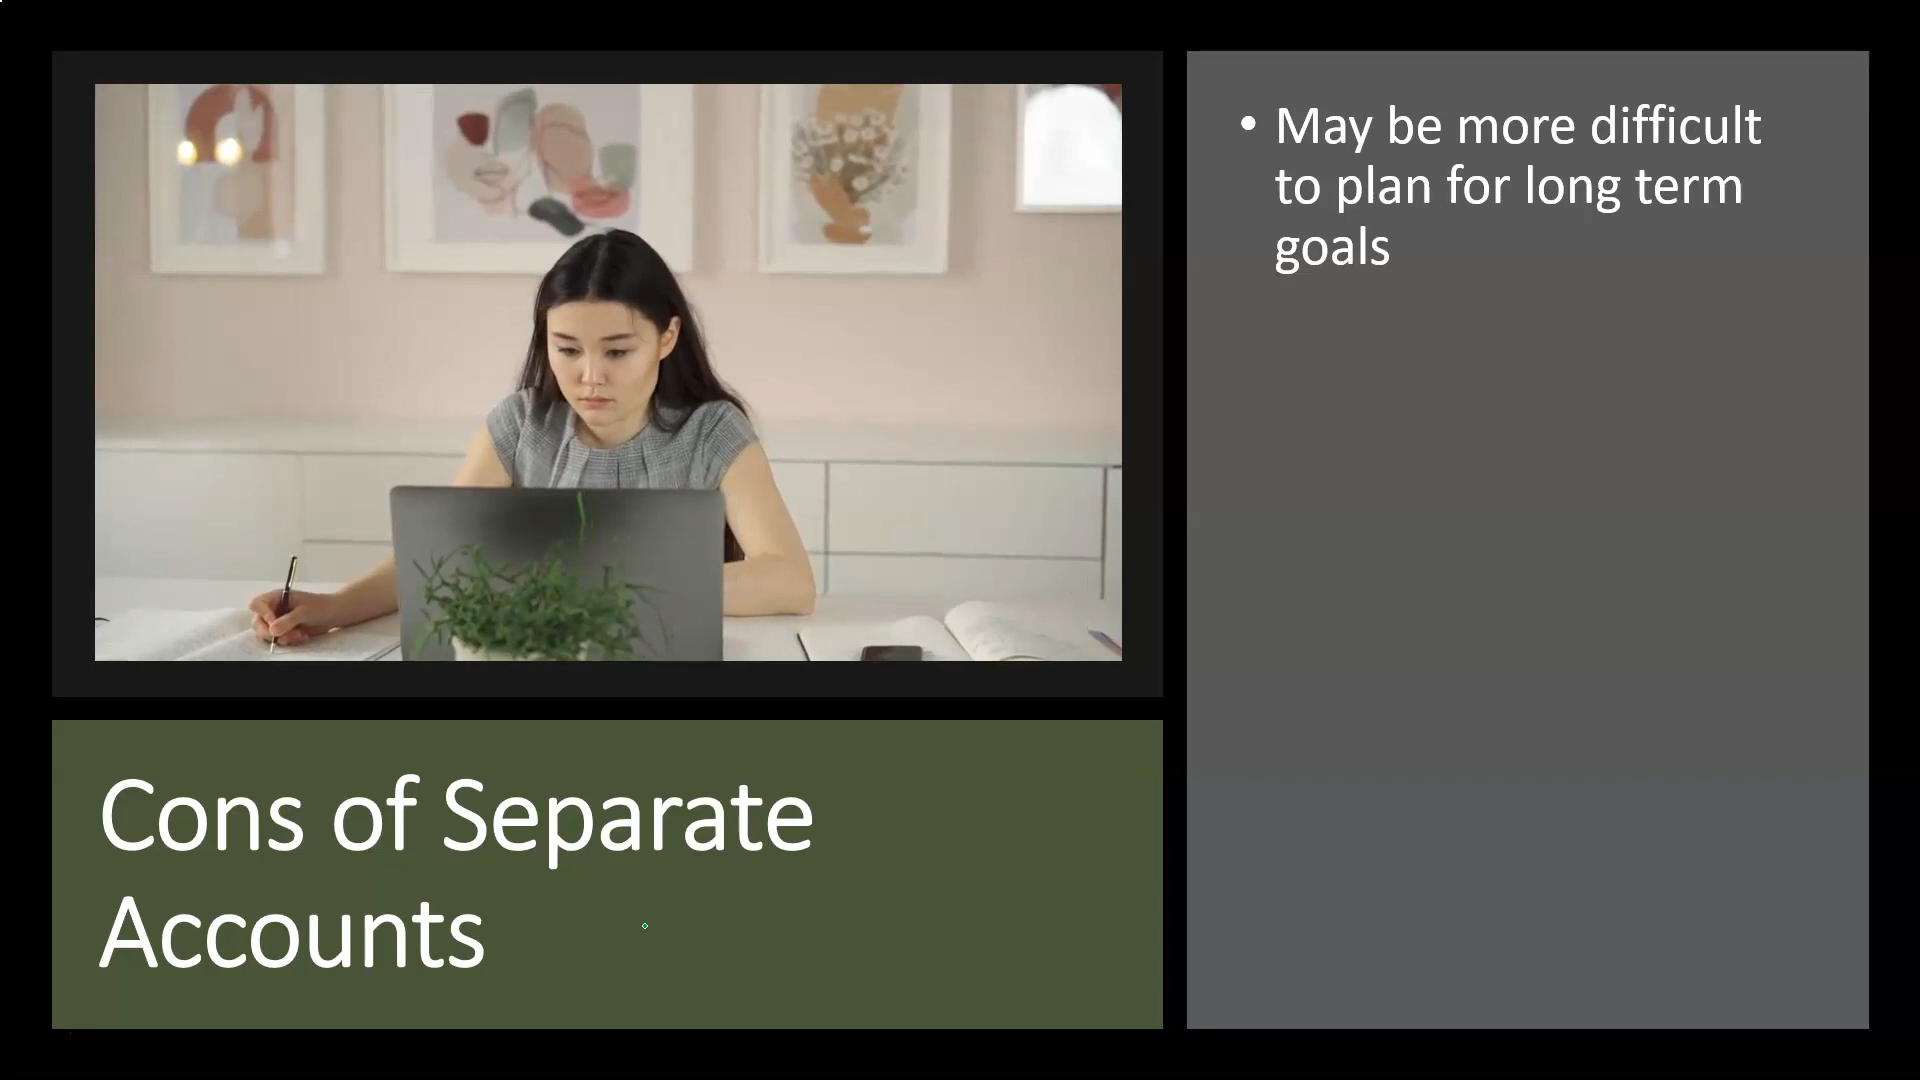 • May be more difficult
to plan for long term
goals
Cons of Separate
Accounts